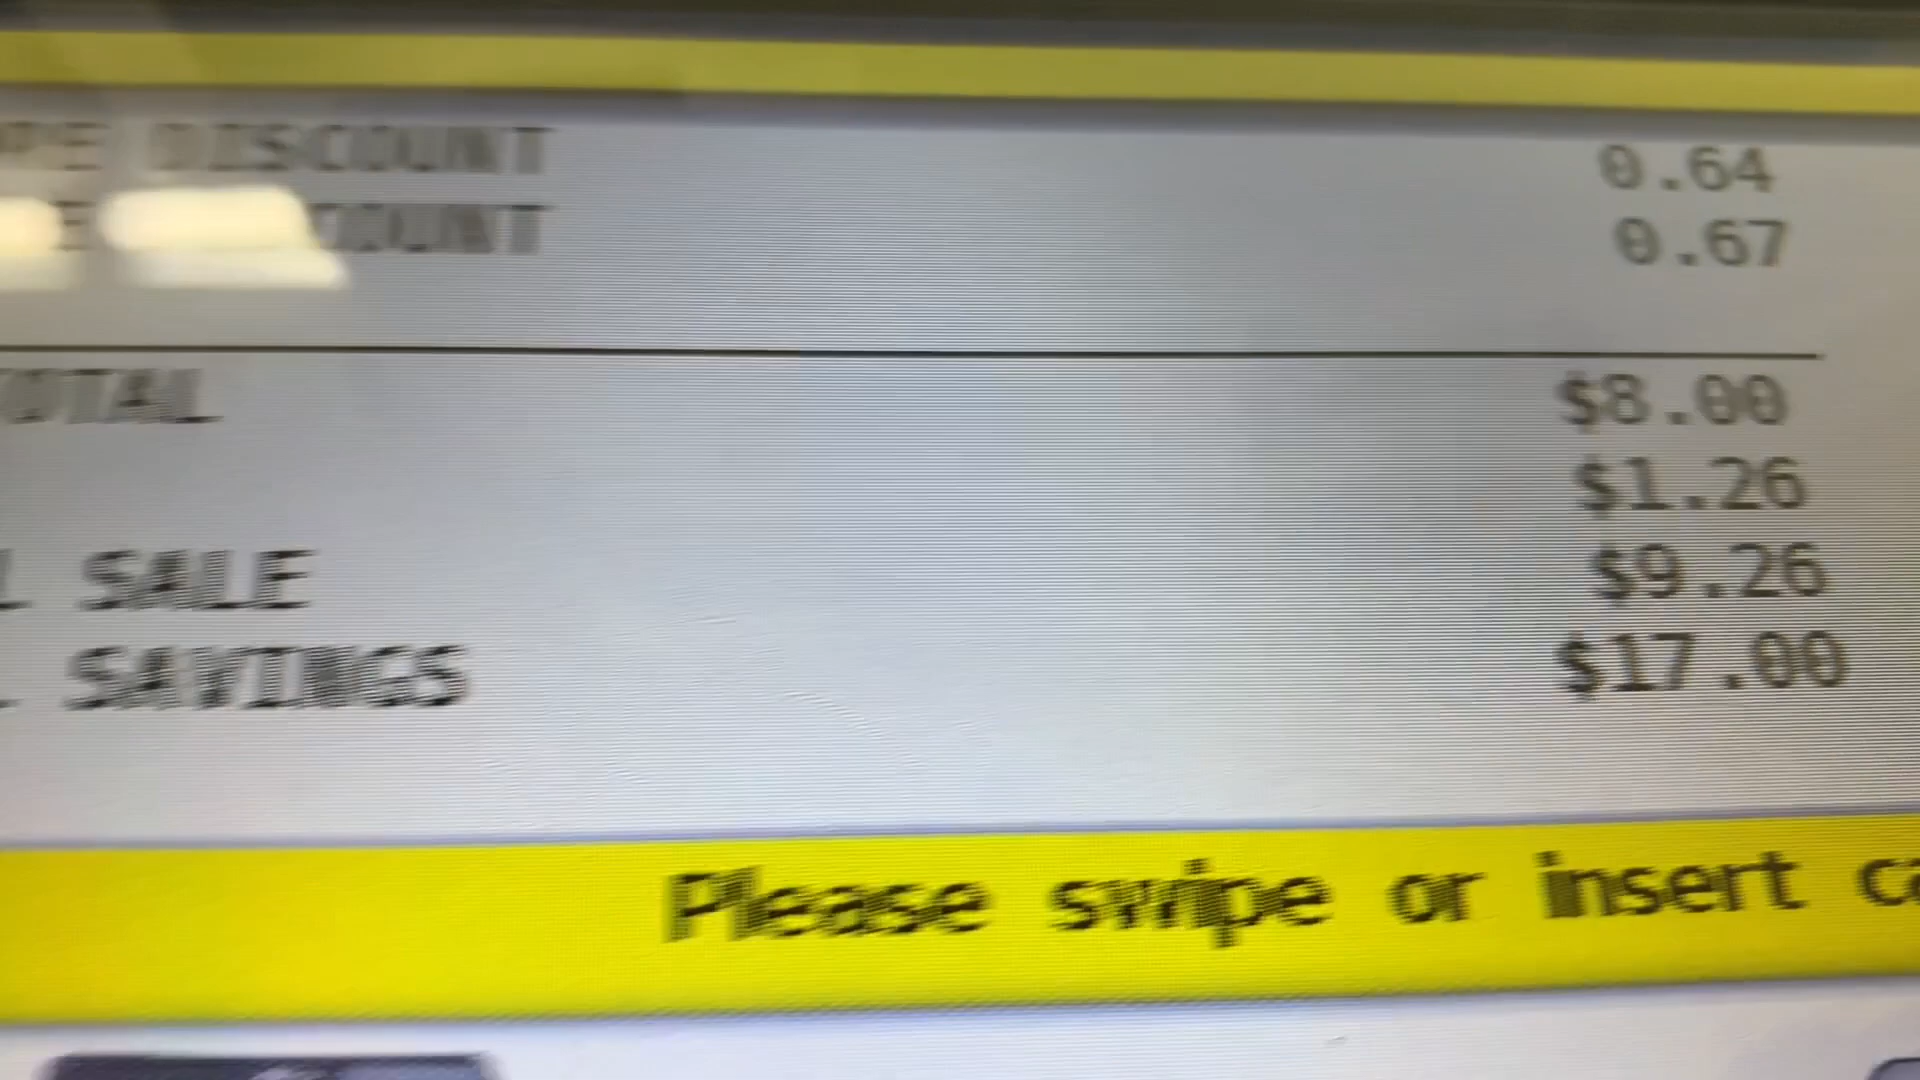 DISCOUNT 0.64
0.67
$8.00
$1.26
SALE $9.26
SAVINGS $17.00
Please swipe or insert